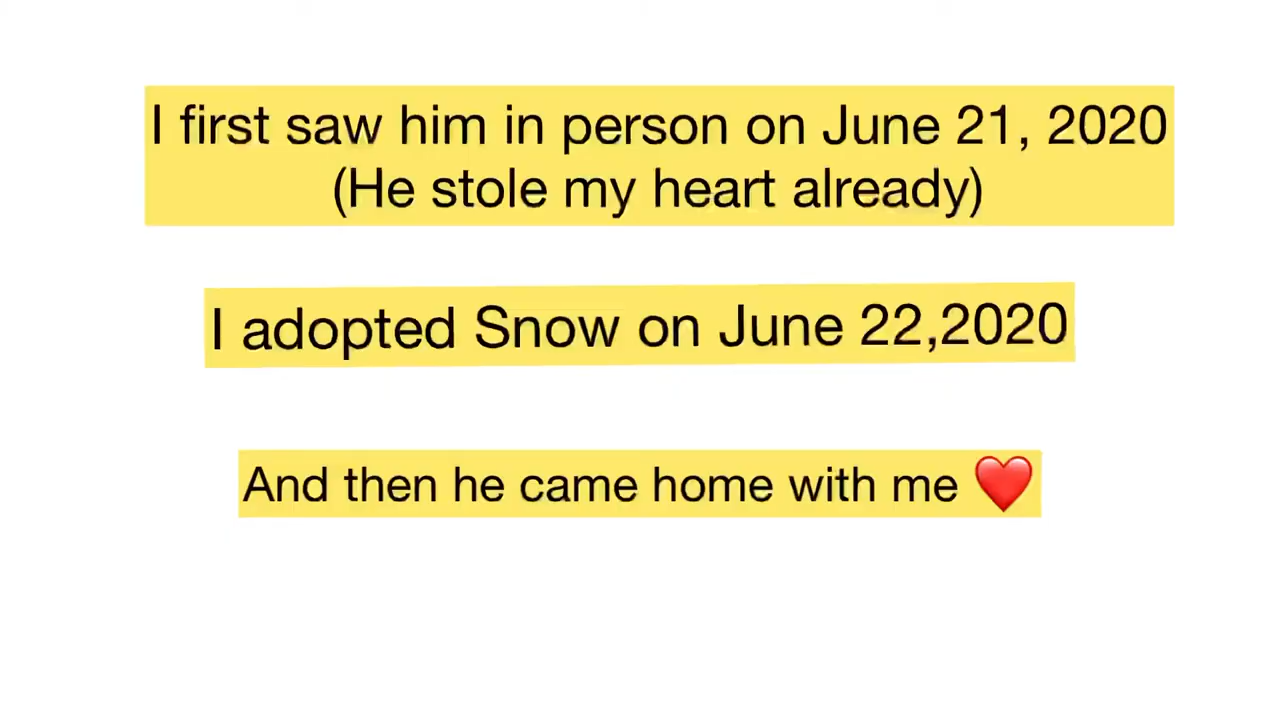 I first saw him in person on June 21, 2020
(He stole my heart already)
I adopted Snow on June 22,2020
And then he came home with me ❤️